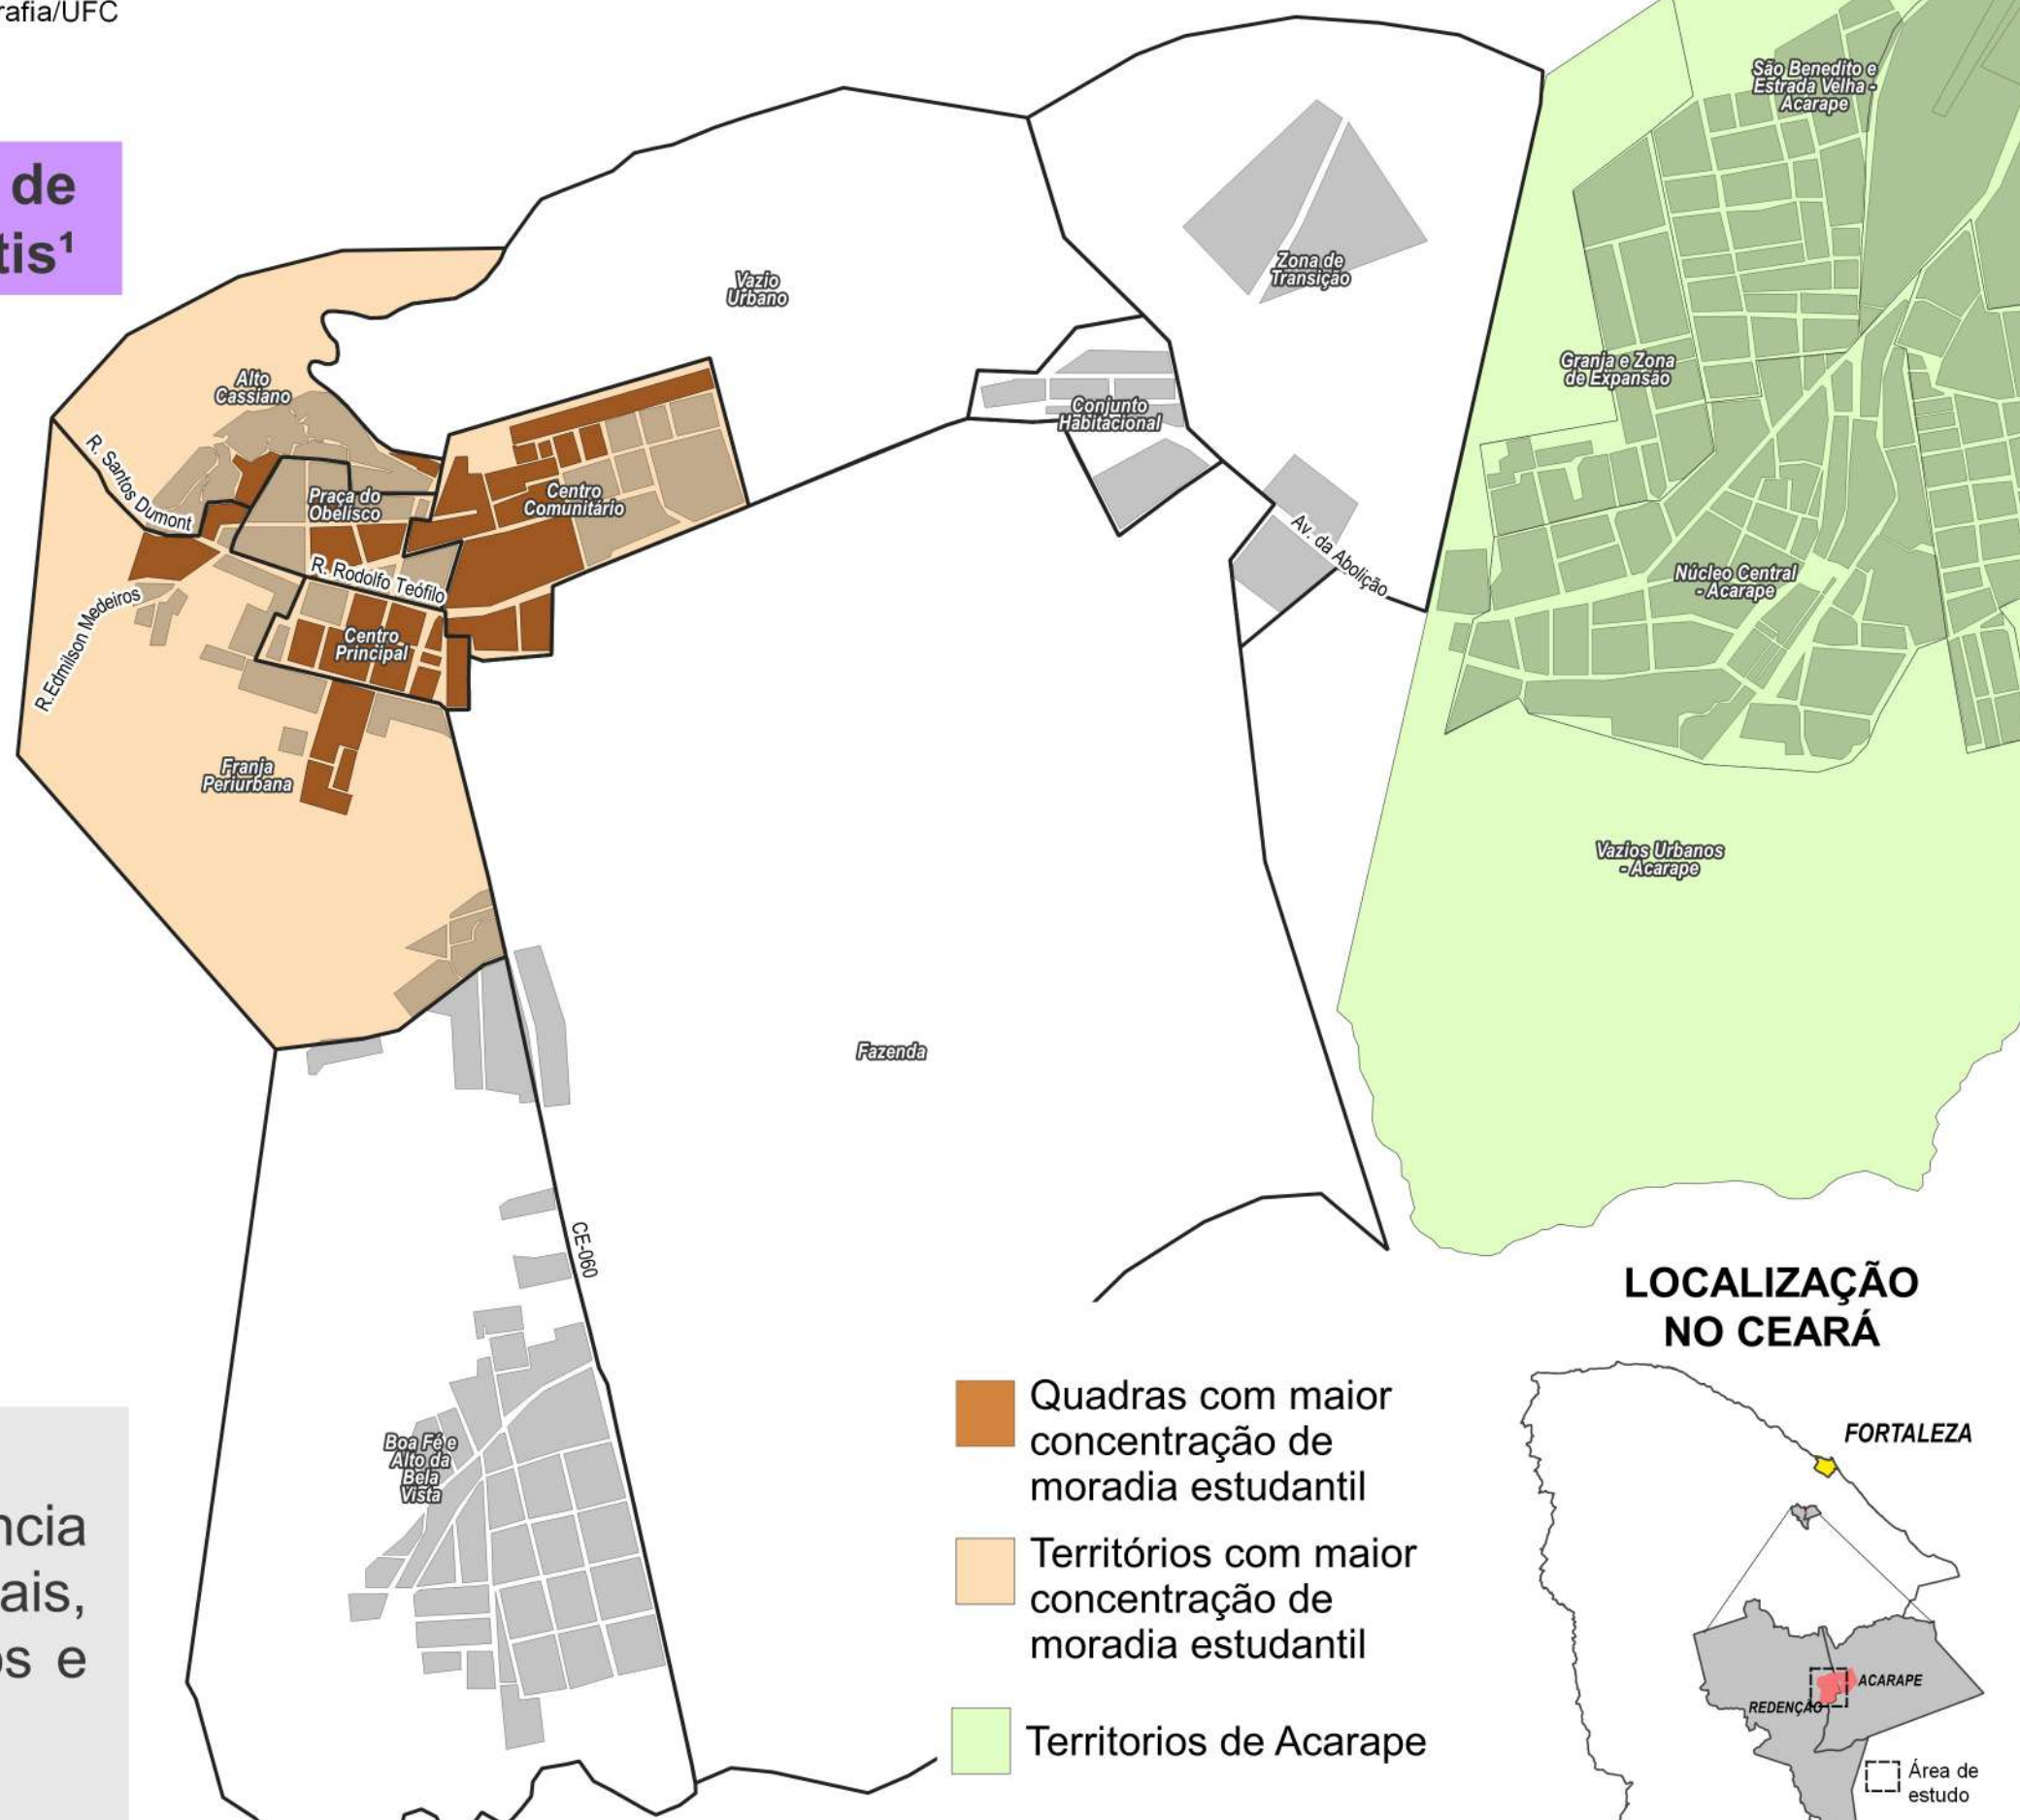 rafia/UFC
de
tis¹
São Benedito e
Estrada Velha -
Acarape
Vazio
Urbano
Zona de
Transição
Granja e Zona
de Expansão
Alto
Cassiano
Conjunto
Habitacional
R. Santos Dumont
Praça do
Obelisco
Centro
Comunitário
Av. da Abolição
R. Rodolfo Teófilo
Núcleo Central
- Acarape
R.Edmilson Medeiros
Centro
Principal
Franja
Periurbana
Vazios Urbanos
- Acarape
Fazenda
CE-060
Boa Fé e
Alto da
Bela
Vista
ncia
ais,
os e
Quadras com maior
concentração de
moradia estudantil
Territórios com maior
concentração de
moradia estudantil
Territorios de Acarape
LOCALIZAÇÃO
NO CEARÁ
FORTALEZA
ACARAPE
REDENÇÃO
Área de
estudo